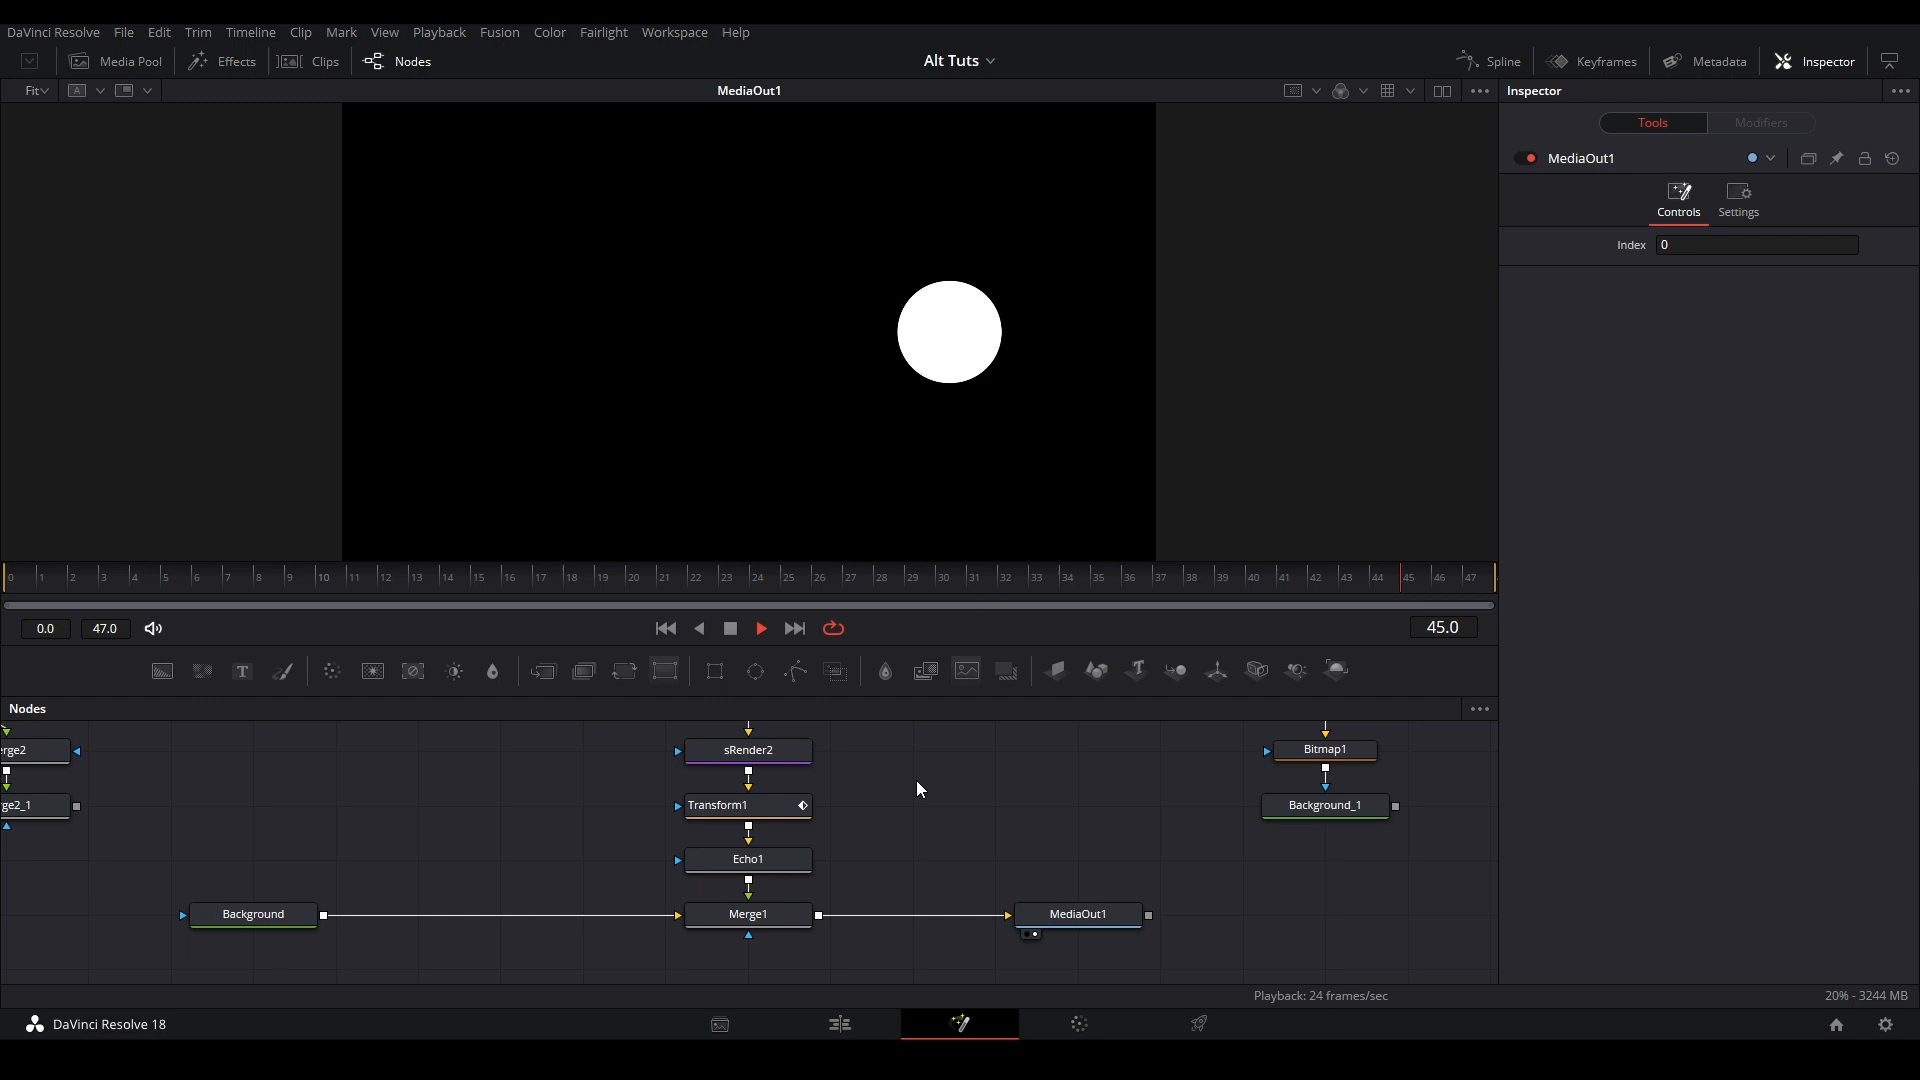 DaVinci Resolve File Edit Trim Timeline Clip Mark View Playback Fusion Color Fairlight Workspace Help
Media Pool Effects Clips Nodes Alt Tuts Spline Keyframes Metadata Inspector
Fit A MediaOut1 Inspector
Tools Modifiers
MediaOut1
Controls Settings
Index 0
0 1 2 3 4 5 6 7 8 9 10 11 12 13 14 15 16 17 18 19 20 21 22 23 24 25 26 27 28 29 30 31 32 33 34 35 36 37 38 39 40 41 42 43 44 45 46 47
0.0 47.0 45.0
T T
Nodes
erge2 sRender2 Bitmap1
ge2_1 Transform1 Background_1
Echo1
Background Merge1 MediaOut1
Playback: 24 frames/sec 20% - 3244 MB
DaVinci Resolve 18